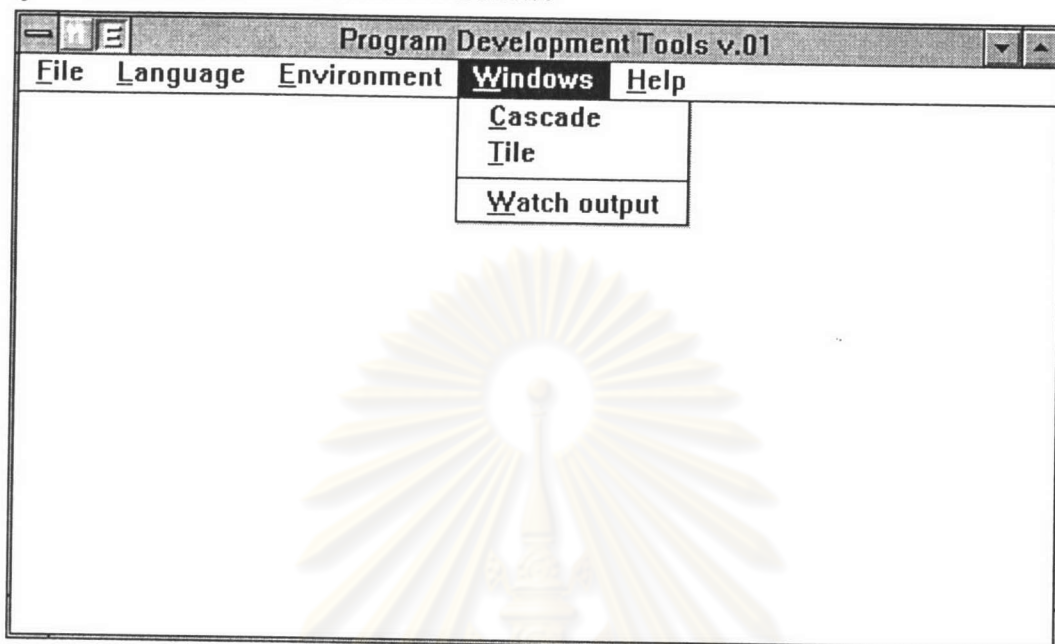 Program Development Tools v.01
File Language Environment Windows Help
Cascade
Tile
Watch output